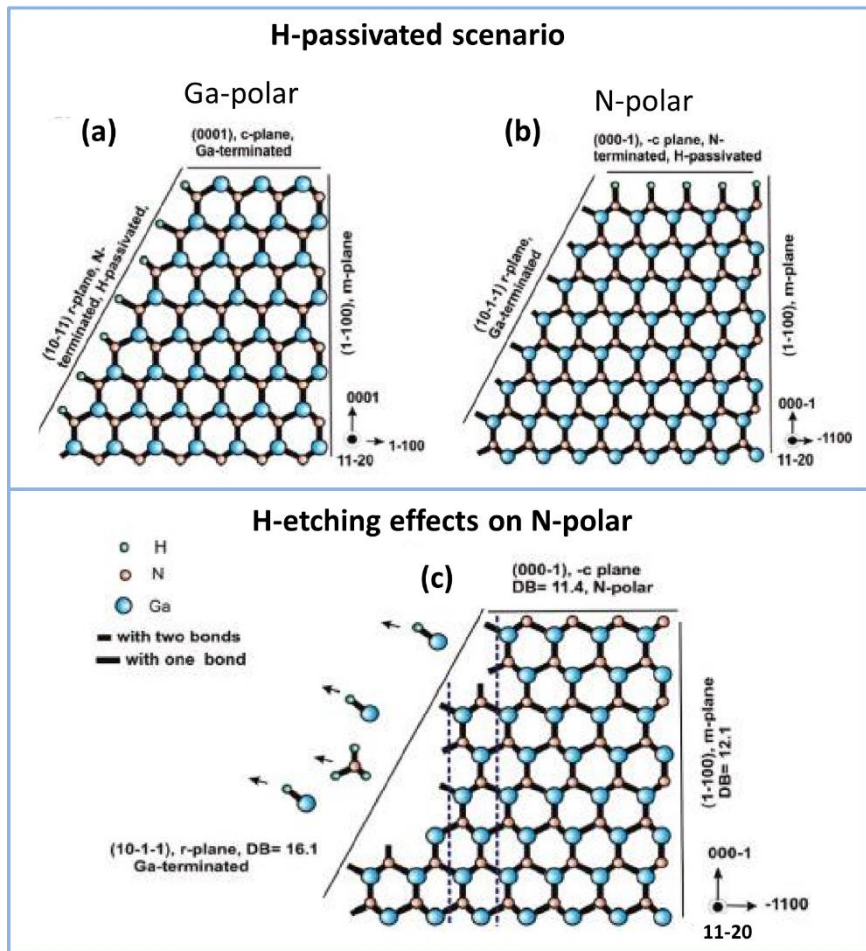 H-passivated scenario
Ga-polar
N-polar
(a)
(0001), c-plane,
Ga-terminated
(10-11) r-plane, N-
terminated, H-passivated,
(1-100), m-plane
0001
1-100
11-20
(b)
(000-1), -c plane, N-
terminated, H-passivated
(10-1-1) r-plane,
Ga-terminated
(1-100), m-plane
000-1
-1100
11-20
H-etching effects on N-polar
H
N
Ga
with two bonds
with one bond
(c)
(000-1), -c plane
DB= 11.4, N-polar
(1-100), m-plane
DB= 12.1
(10-1-1), r-plane, DB= 16.1
Ga-terminated
000-1
-1100
11-20